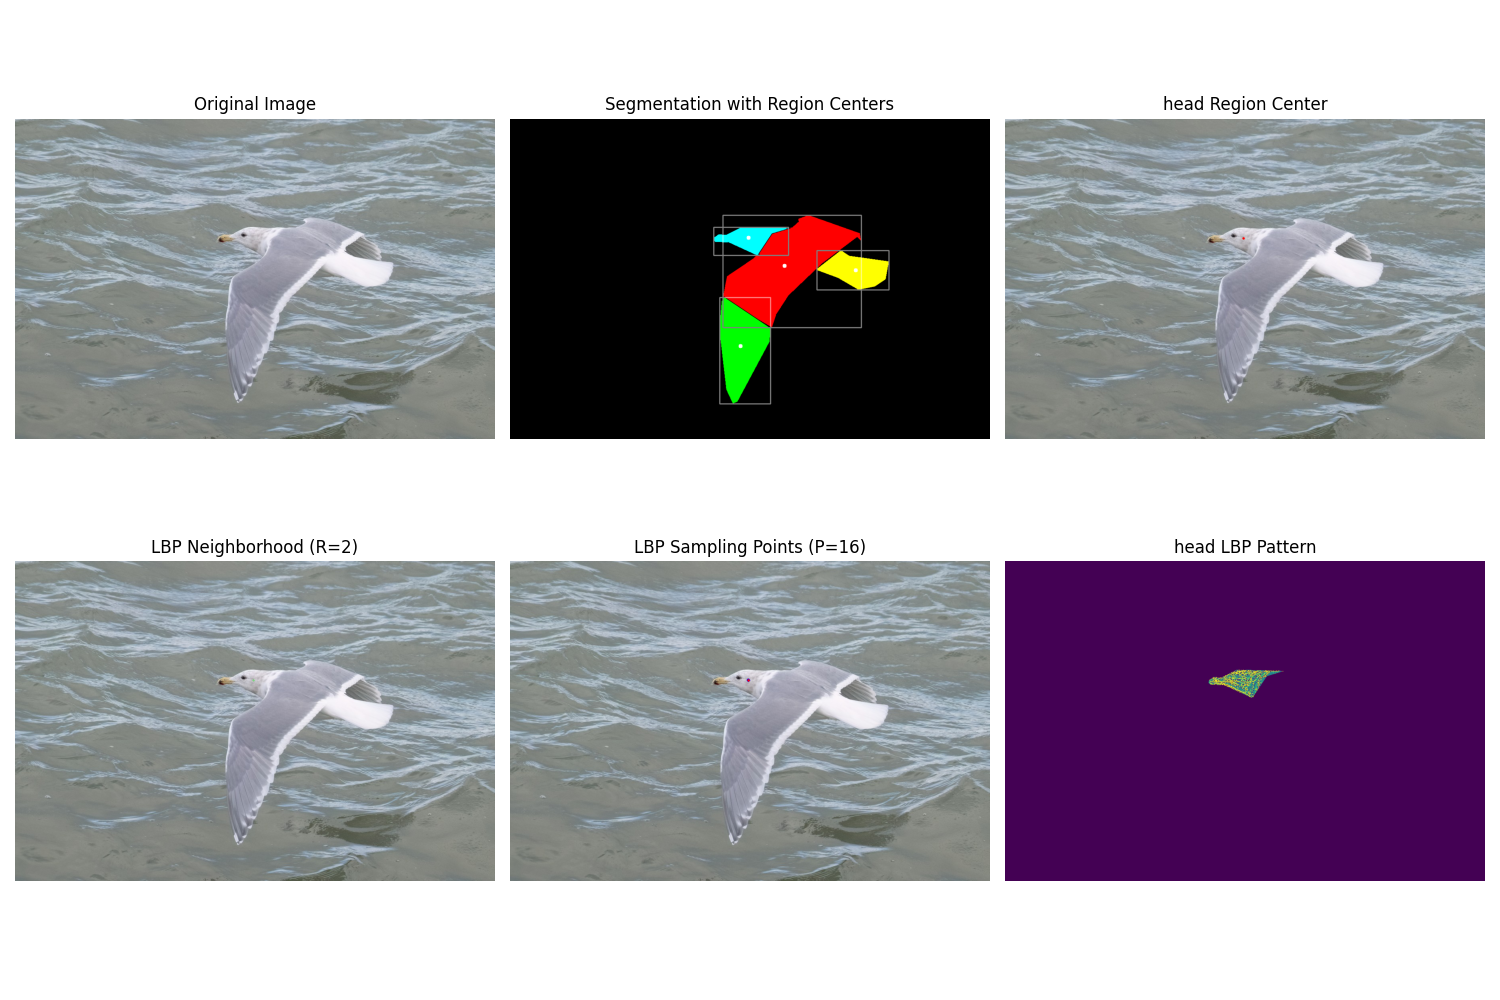 Original Image
Segmentation with Region Centers
head Region Center
LBP Neighborhood (R=2)
LBP Sampling Points (P=16)
head LBP Pattern